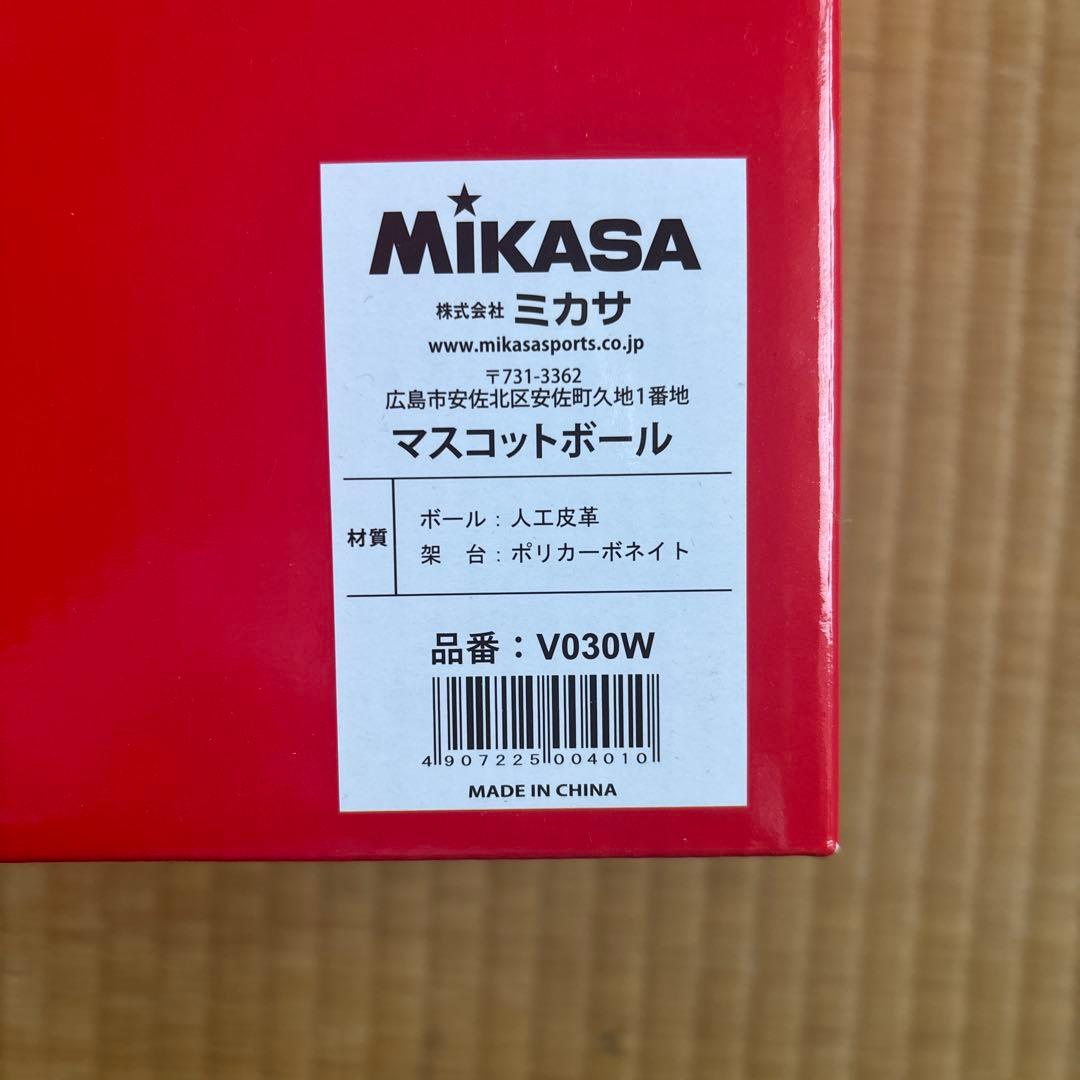 MIKASA
株式会社 ミカサ
www.mikasasports.co.jp
〒731-3362
広島市安佐北区安佐町久地1番地
マスコットボール
材質
ボール：人工皮革
架　台：ポリカーボネイト
品番：V030W
4907225004010
MADE IN CHINA